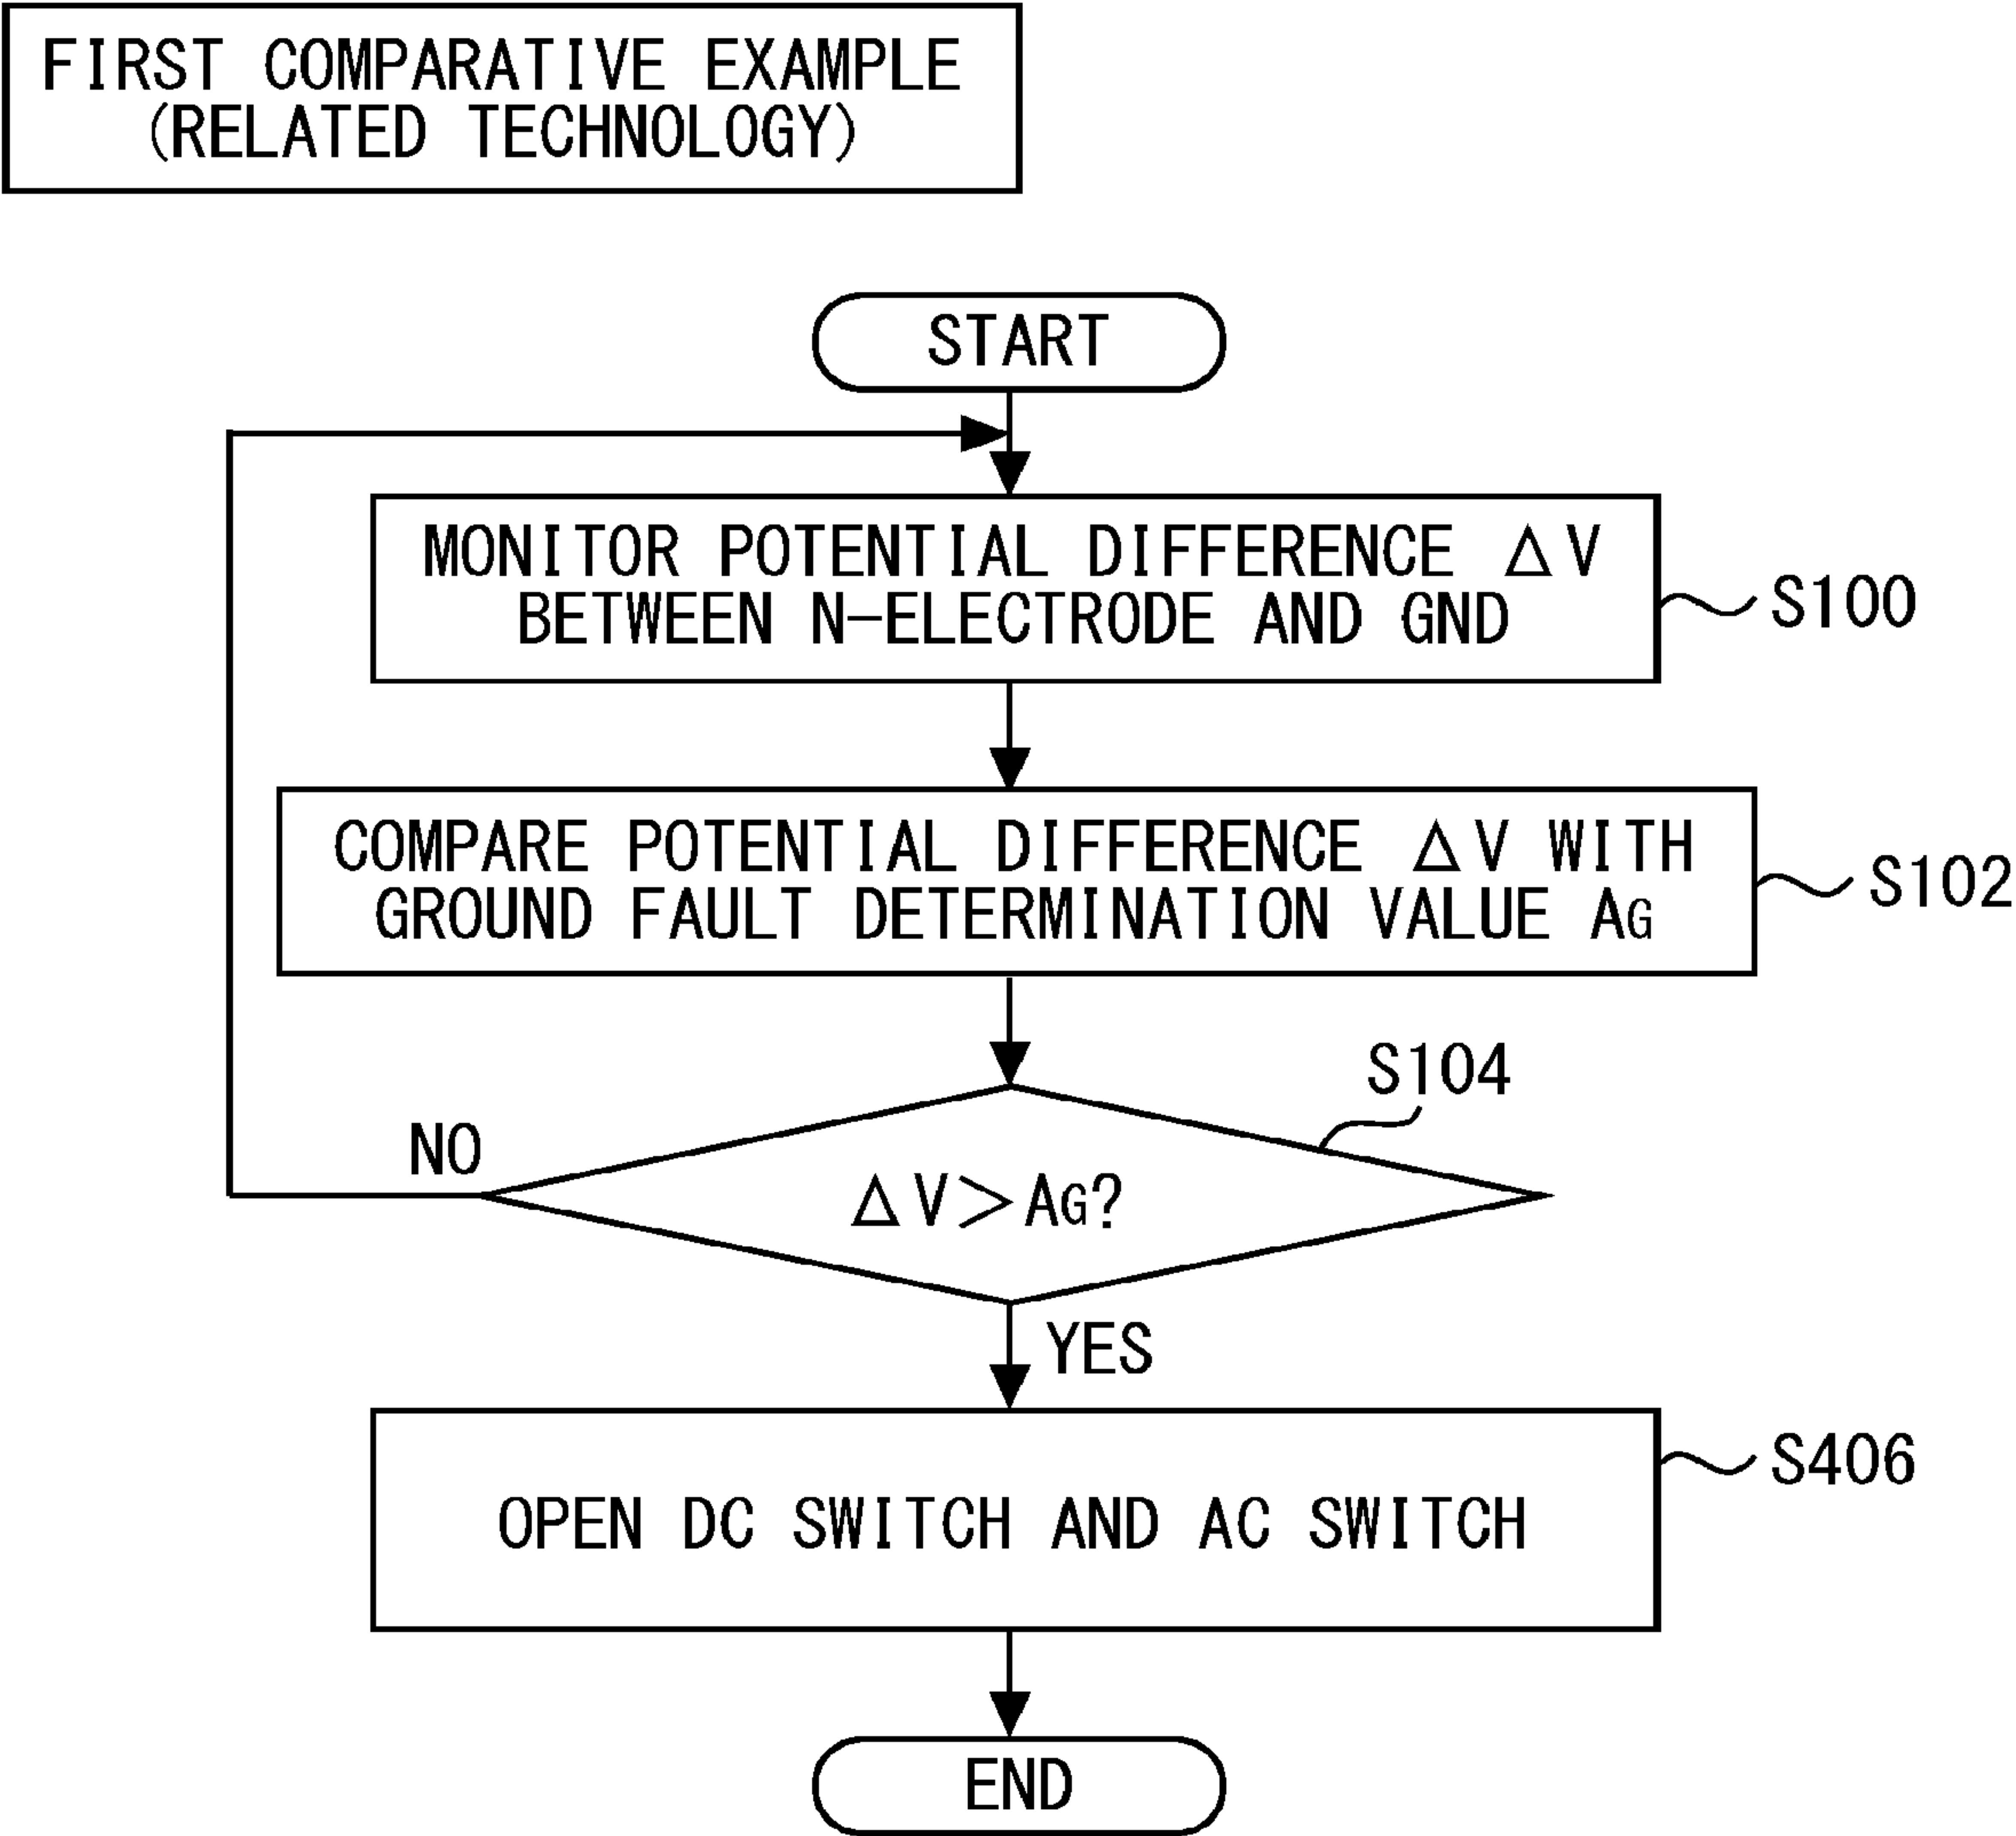 FIRST COMPARATIVE EXAMPLE
(RELATED TECHNOLOGY)
START
MONITOR POTENTIAL DIFFERENCE ΔV
BETWEEN N-ELECTRODE AND GND
S100
COMPARE POTENTIAL DIFFERENCE ΔV WITH
GROUND FAULT DETERMINATION VALUE AG
S102
S104
NO
ΔV>AG?
YES
S406
OPEN DC SWITCH AND AC SWITCH
END